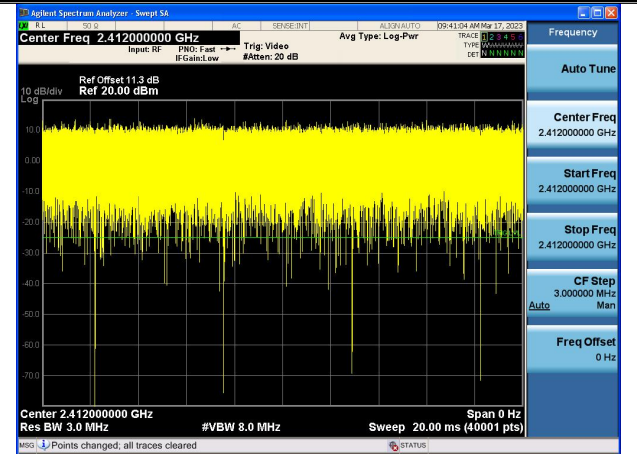 Agilent Spectrum Analyzer - Swept SA
RL 50 Ω AC SENSE:INT ALIGN AUTO 09:41:04 AM Mar 17, 2023
Center Freq 2.412000000 GHz
Input: RF PNO: Fast Trig: Video Avg Type: Log-Pwr TRACE 1 2 3 4 5 6
TYPE
IFGain:Low #Atten: 20 dB DET N N N N N N
Ref Offset 11.3 dB
10 dB/div Ref 20.00 dBm
Log
10.0
0.00
-10.0
-20.0
-30.0
-40.0
-50.0
-60.0
-70.0
Center 2.412000000 GHz Span 0 Hz
Res BW 3.0 MHz #VBW 8.0 MHz Sweep 20.00 ms (40001 pts)
MSG Points changed; all traces cleared STATUS
Frequency
Auto Tune
Center Freq
2.412000000 GHz
Start Freq
2.412000000 GHz
Stop Freq
2.412000000 GHz
CF Step
3.000000 MHz
Auto Man
Freq Offset
0 Hz